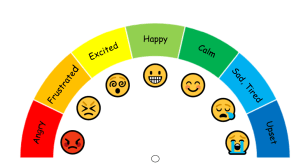 Angry
Frustrated
Excited
Happy
Calm
Sad, Tired
Upset